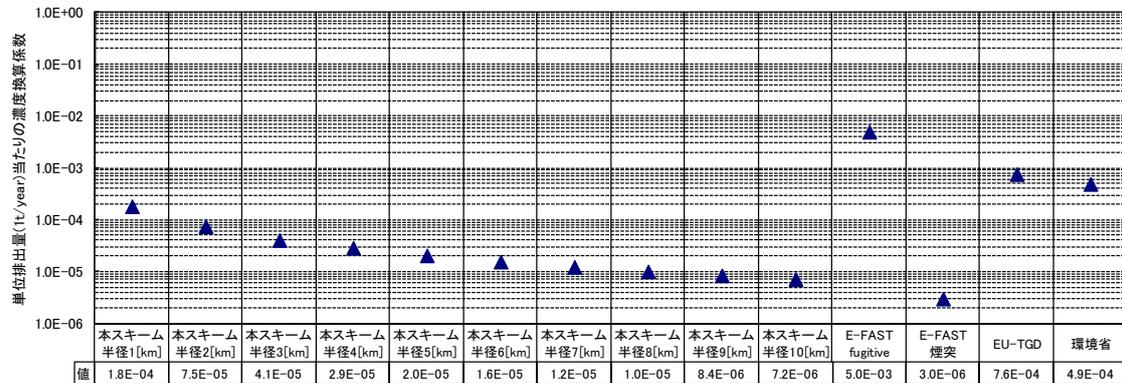 単位排出量(1t/year)当たりの濃度換算係数
1.0E+00
1.0E-01
1.0E-02
1.0E-03
1.0E-04
1.0E-05
1.0E-06
本スキーム 本スキーム 本スキーム 本スキーム 本スキーム 本スキーム 本スキーム 本スキーム 本スキーム 本スキーム E-FAST E-FAST EU-TGD 環境省
半径1[km] 半径2[km] 半径3[km] 半径4[km] 半径5[km] 半径6[km] 半径7[km] 半径8[km] 半径9[km] 半径10[km] fugitive 煙突
値 1.8E-04 7.5E-05 4.1E-05 2.9E-05 2.0E-05 1.6E-05 1.2E-05 1.0E-05 8.4E-06 7.2E-06 5.0E-03 3.0E-06 7.6E-04 4.9E-04